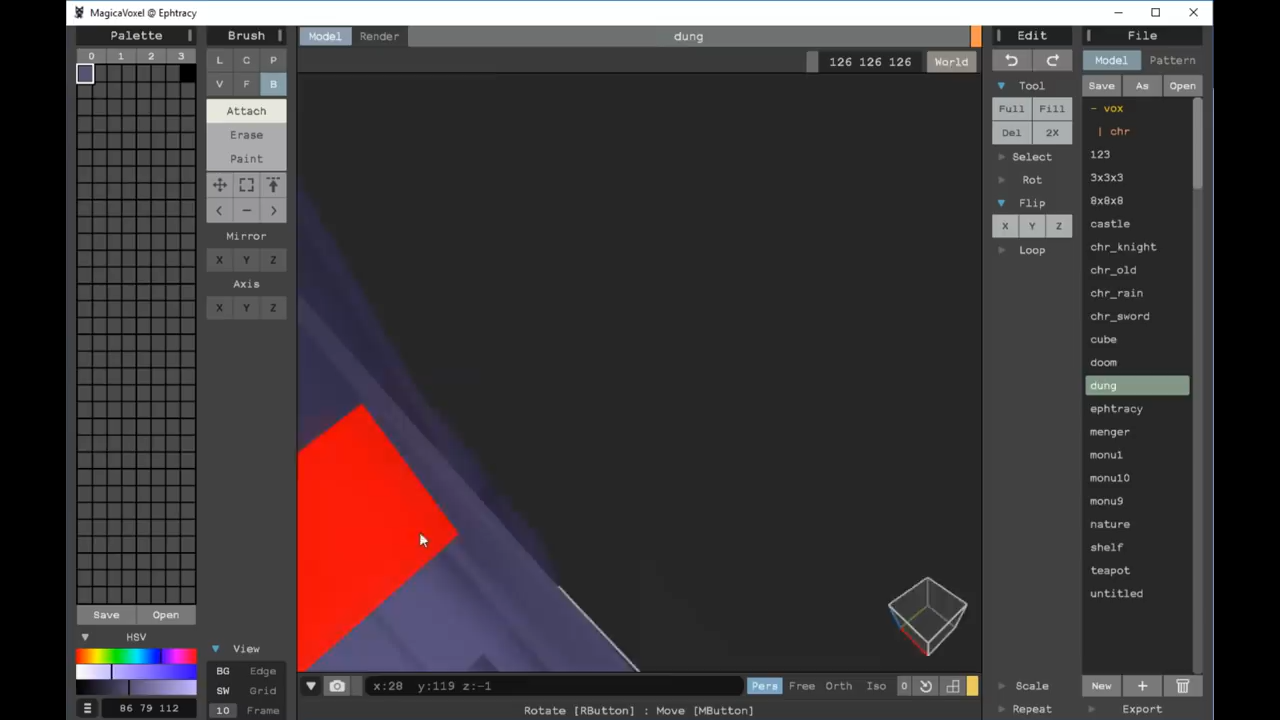 MagicaVoxel @ Ephtracy
Palette
0 1 2 3
Save Open
HSV
86 79 112
Brush
L C P
V F B
Attach
Erase
Paint
< − >
Mirror
X Y Z
Axis
X Y Z
View
BG Edge
SW Grid
10 Frame
Model Render dung
126 126 126 World
x:28 y:119 z:-1
Pers Free Orth Iso 0
Rotate [RButton] : Move [MButton]
Edit
Tool
Full Fill
Del 2X
Select
Rot
Flip
X Y Z
Loop
Scale
Repeat
File
Model Pattern
Save As Open
- vox
| chr
123
3x3x3
8x8x8
castle
chr_knight
chr_old
chr_rain
chr_sword
cube
doom
dung
ephtracy
menger
monu1
monu10
monu9
nature
shelf
teapot
untitled
New +
Export